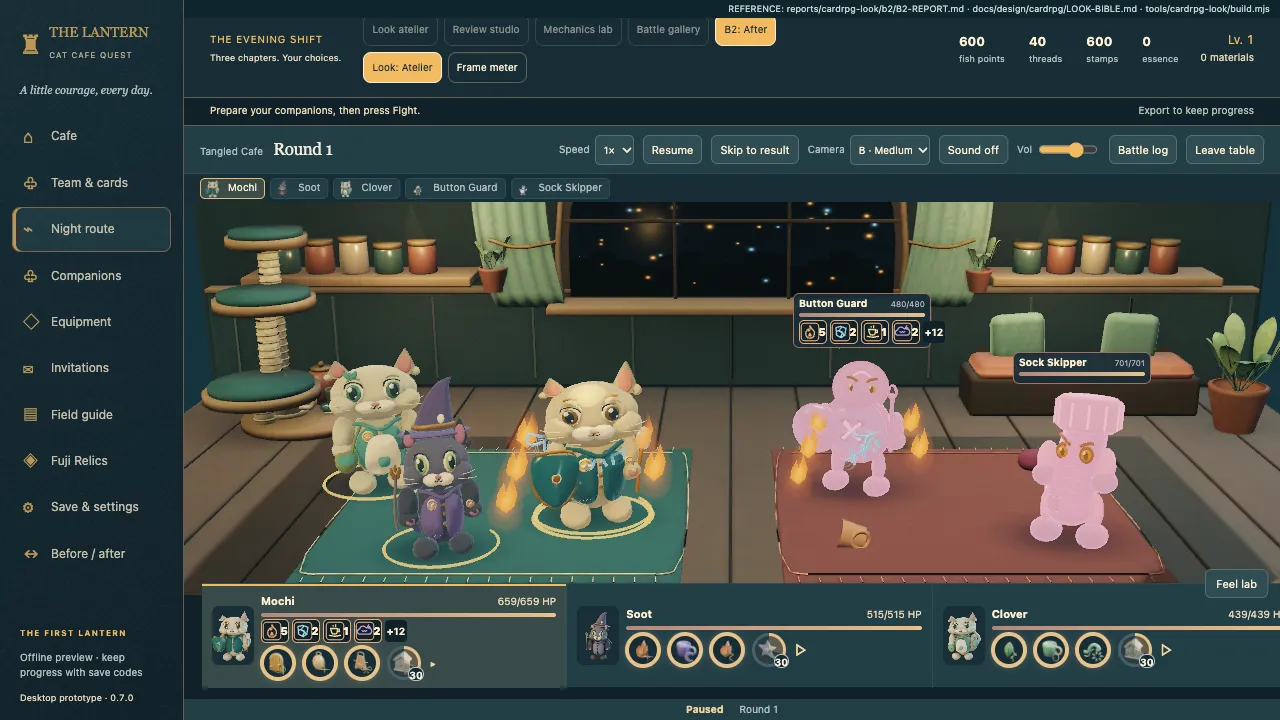 REFERENCE: reports/cardrpg-look/b2/B2-REPORT.md · docs/design/cardrpg/LOOK-BIBLE.md · tools/cardrpg-look/build.mjs
THE LANTERN
CAT CAFE QUEST
A little courage, every day.
Cafe
Team & cards
Night route
Companions
Equipment
Invitations
Field guide
Fuji Relics
Save & settings
Before / after
THE FIRST LANTERN
Offline preview · keep
progress with save codes
Desktop prototype · 0.7.0
THE EVENING SHIFT
Three chapters. Your choices.
Look atelier
Review studio
Mechanics lab
Battle gallery
B2: After
Look: Atelier
Frame meter
600
fish points
40
threads
600
stamps
0
essence
Lv. 1
0 materials
Prepare your companions, then press Fight.
Export to keep progress
Tangled Cafe
Round 1
Speed
1x
Resume
Skip to result
Camera
B · Medium
Sound off
Vol
Battle log
Leave table
Mochi
Soot
Clover
Button Guard
Sock Skipper
Button Guard 480/480
5 2 1 2 +12
Sock Skipper 701/701
Feel lab
Mochi 659/659 HP
5 2 1 2 +12
30
Soot 515/515 HP
30
Clover 439/439 H
30
Paused Round 1